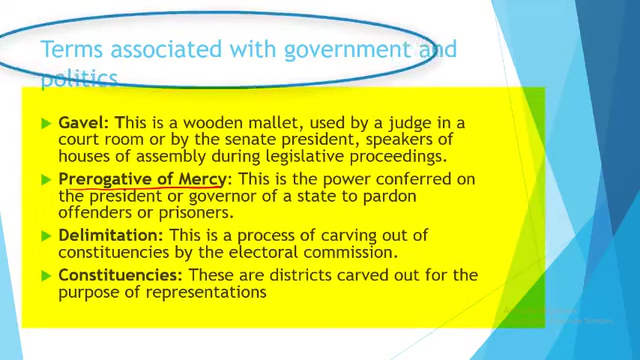 Terms associated with government and
politics
Gavel: This is a wooden mallet, used by a judge in a
court room or by the senate president, speakers of
houses of assembly during legislative proceedings.
Prerogative of Mercy: This is the power conferred on
the president or governor of a state to pardon
offenders or prisoners.
Delimitation: This is a process of carving out of
constituencies by the electoral commission.
Constituencies: These are districts carved out for the
purpose of representations